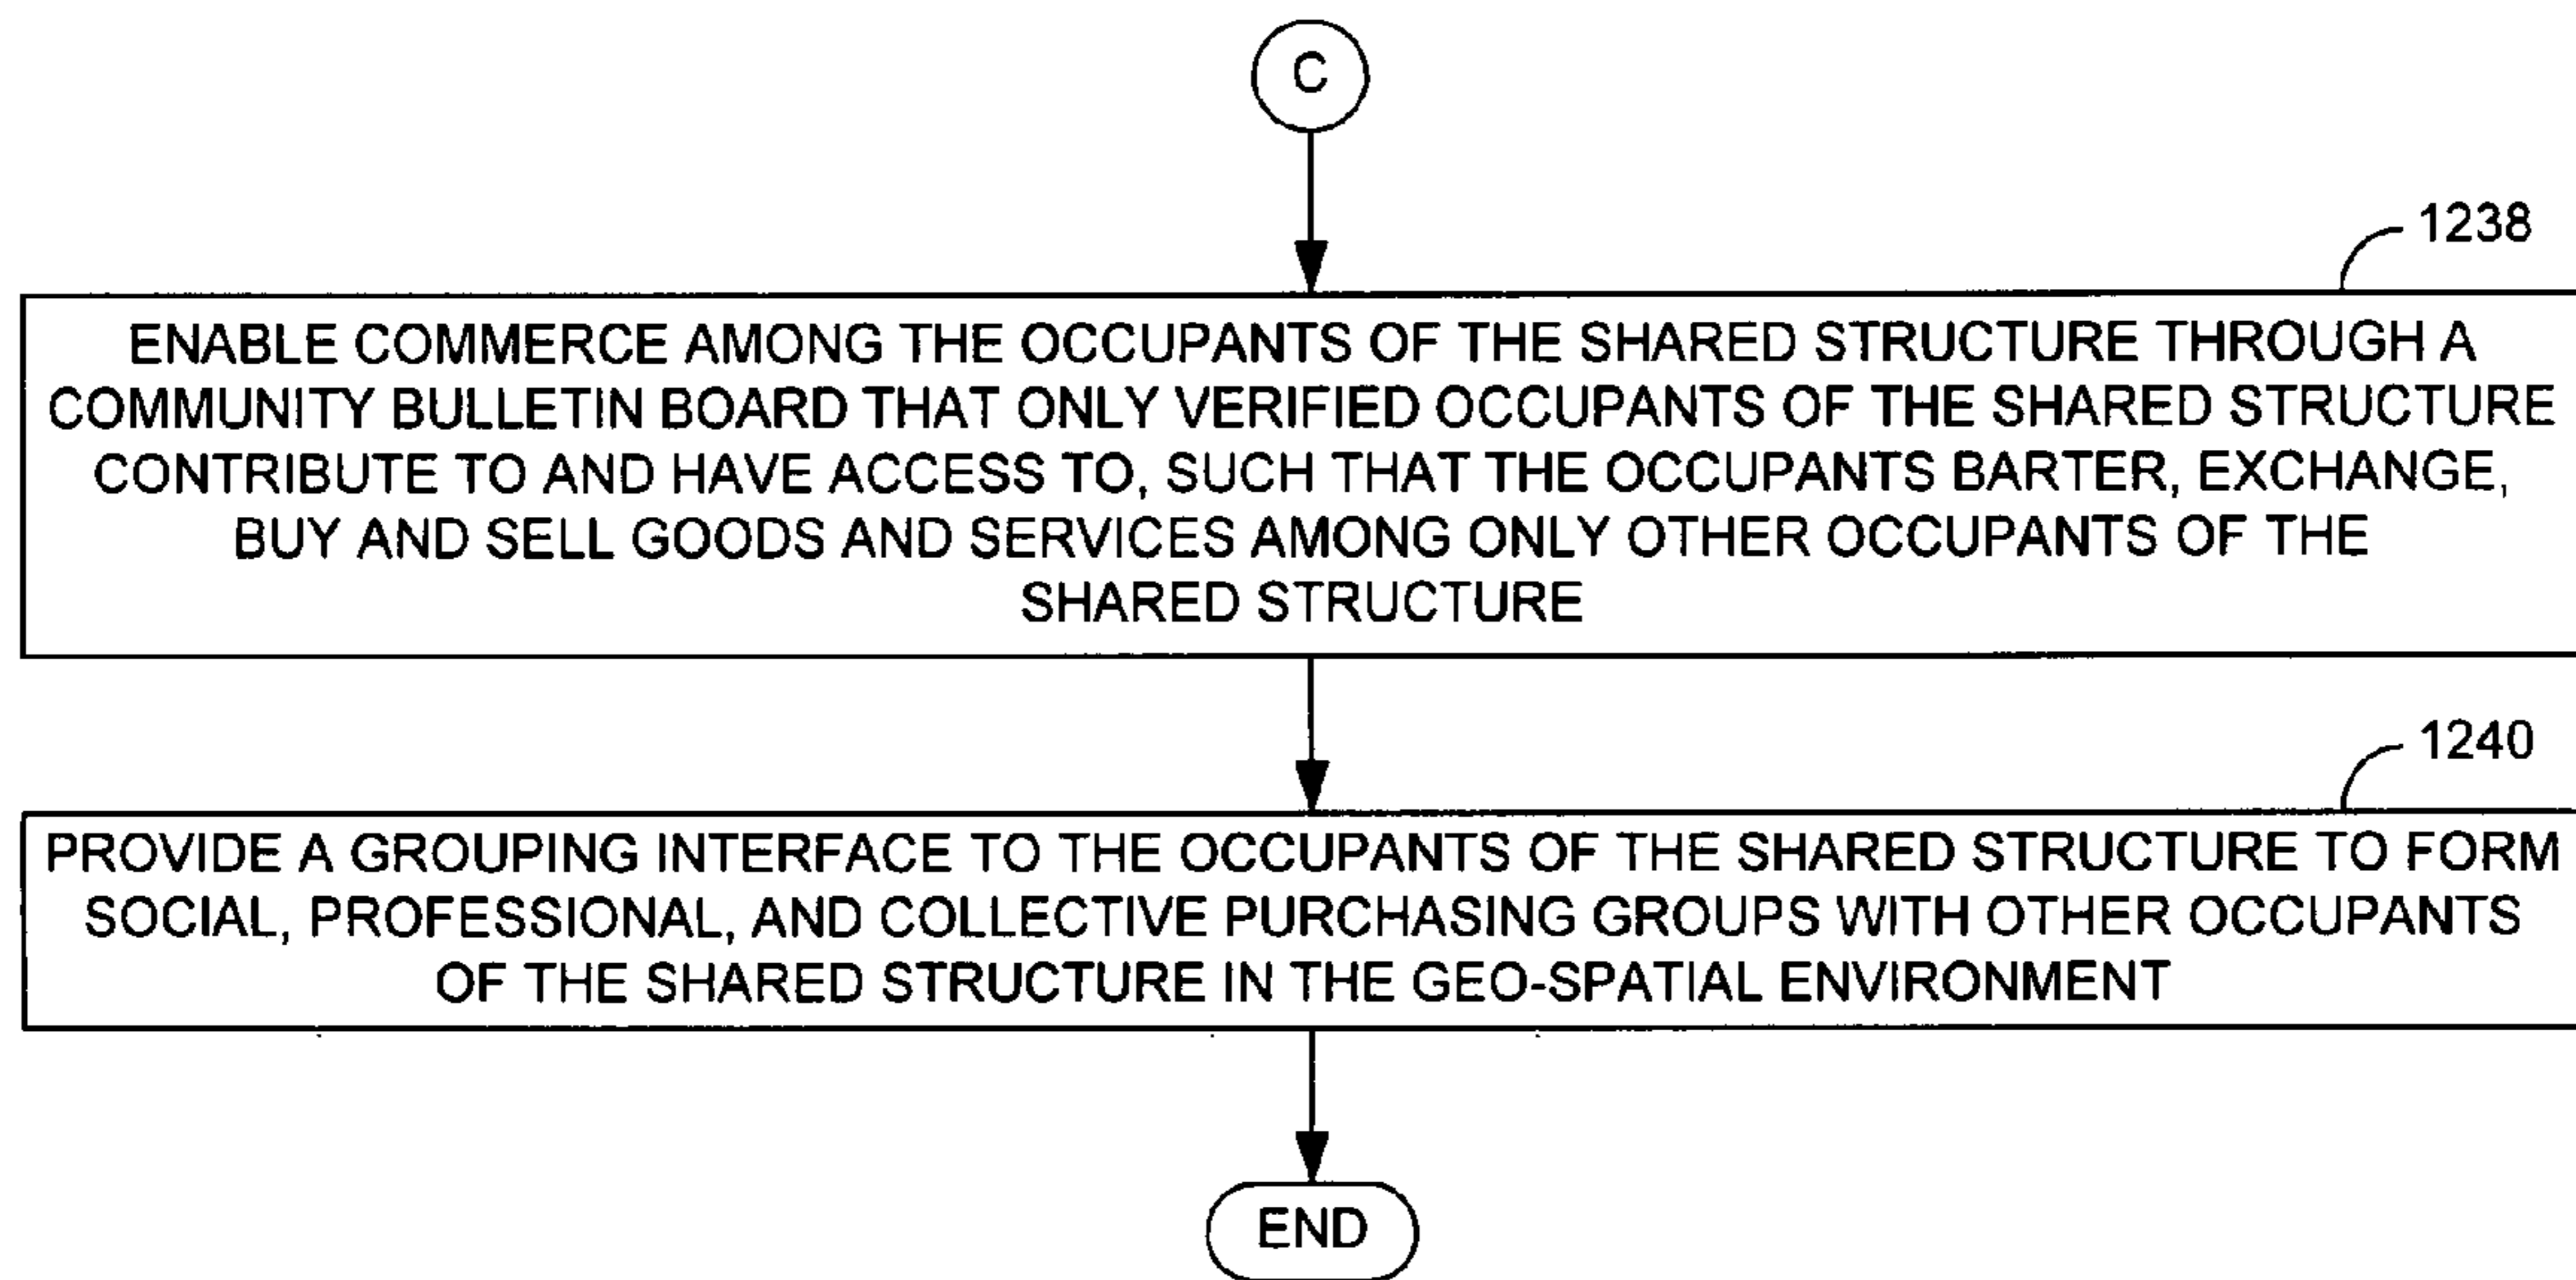 C
1238
ENABLE COMMERCE AMONG THE OCCUPANTS OF THE SHARED STRUCTURE THROUGH A
COMMUNITY BULLETIN BOARD THAT ONLY VERIFIED OCCUPANTS OF THE SHARED STRUCTURE
CONTRIBUTE TO AND HAVE ACCESS TO, SUCH THAT THE OCCUPANTS BARTER, EXCHANGE,
BUY AND SELL GOODS AND SERVICES AMONG ONLY OTHER OCCUPANTS OF THE
SHARED STRUCTURE
1240
PROVIDE A GROUPING INTERFACE TO THE OCCUPANTS OF THE SHARED STRUCTURE TO FORM
SOCIAL, PROFESSIONAL, AND COLLECTIVE PURCHASING GROUPS WITH OTHER OCCUPANTS
OF THE SHARED STRUCTURE IN THE GEO-SPATIAL ENVIRONMENT
END